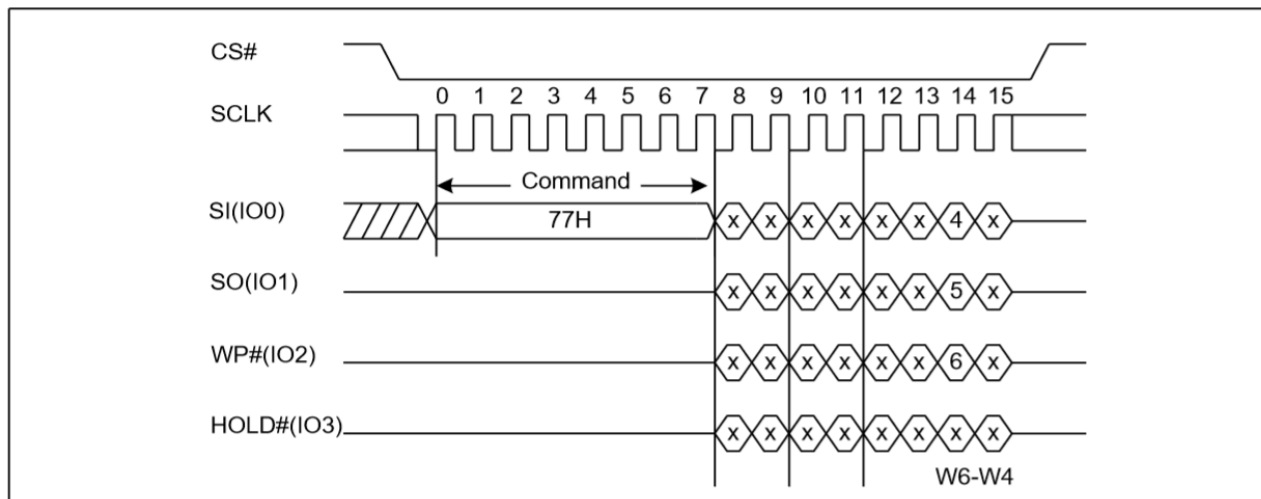 CS#
0 1 2 3 4 5 6 7 8 9 10 11 12 13 14 15
SCLK
Command
SI(IO0) 77H x x x x x x 4 x
SO(IO1) x x x x x x 5 x
WP#(IO2) x x x x x x 6 x
HOLD#(IO3) x x x x x x x x
W6-W4